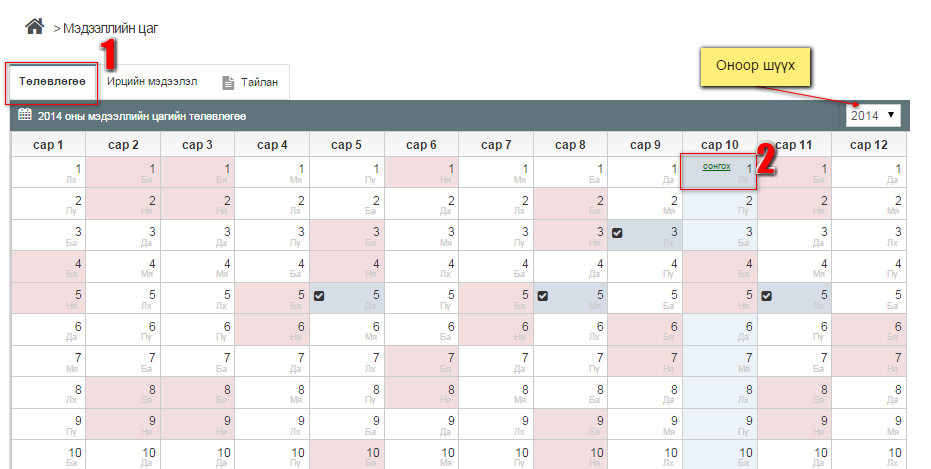 > Мэдээллийн цаг
1
Оноор шүүх
Төлөвлөгөө Ирцийн мэдээлэл Тайлан
2014 оны мэдээллийн цагийн төлөвлөгөө 2014
сар 1 сар 2 сар 3 сар 4 сар 5 сар 6 сар 7 сар 8 сар 9 сар 10 сар 11 сар 12
2
1 1 1 1 1 1 1 1 1 сонгох 1 1 1
Лх Бя Бя Мя Пү Ня Мя Ба Да Лх Бя Да
2 2 2 2 2 2 2 2 2 2 2 2
Пү Ня Ня Лх Ба Да Лх Бя Мя Пү Ня Мя
3 3 3 3 3 3 3 3 3 3 3 3
Ба Да Да Пү Бя Мя Пү Ня Лх Ба Да Лх
4 4 4 4 4 4 4 4 4 4 4 4
Бя Мя Мя Ба Ня Лх Ба Да Пү Бя Мя Пү
5 5 5 5 5 5 5 5 5 5 5 5
Ня Лх Лх Бя Да Пү Бя Мя Ба Ня Лх Ба
6 6 6 6 6 6 6 6 6 6 6 6
Да Пү Пү Ня Мя Ба Ня Лх Бя Да Пү Бя
7 7 7 7 7 7 7 7 7 7 7 7
Мя Ба Ба Да Лх Бя Да Пү Ня Мя Ба Ня
8 8 8 8 8 8 8 8 8 8 8 8
Лх Бя Бя Мя Пү Ня Мя Ба Да Лх Бя Да
9 9 9 9 9 9 9 9 9 9 9 9
Пү Ня Ня Лх Ба Да Лх Бя Мя Пү Ня Мя
10 10 10 10 10 10 10 10 10 10 10 10
Ба Да Да Пү Бя Мя Пү Ня Лх Ба Да Лх